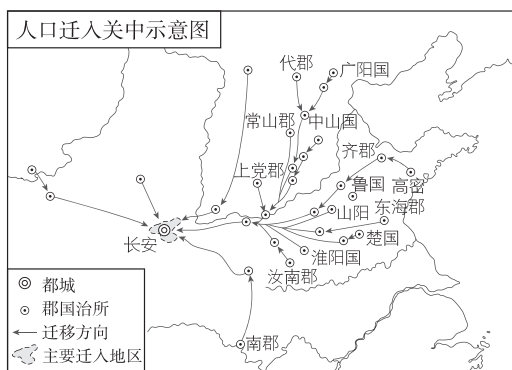 人口迁入关中示意图
代郡
广阳国
常山郡
中山国
齐郡
上党郡
鲁国
高密
山阳
东海郡
楚国
长安
淮阳国
汝南郡
南郡
都城
郡国治所
迁移方向
主要迁入地区